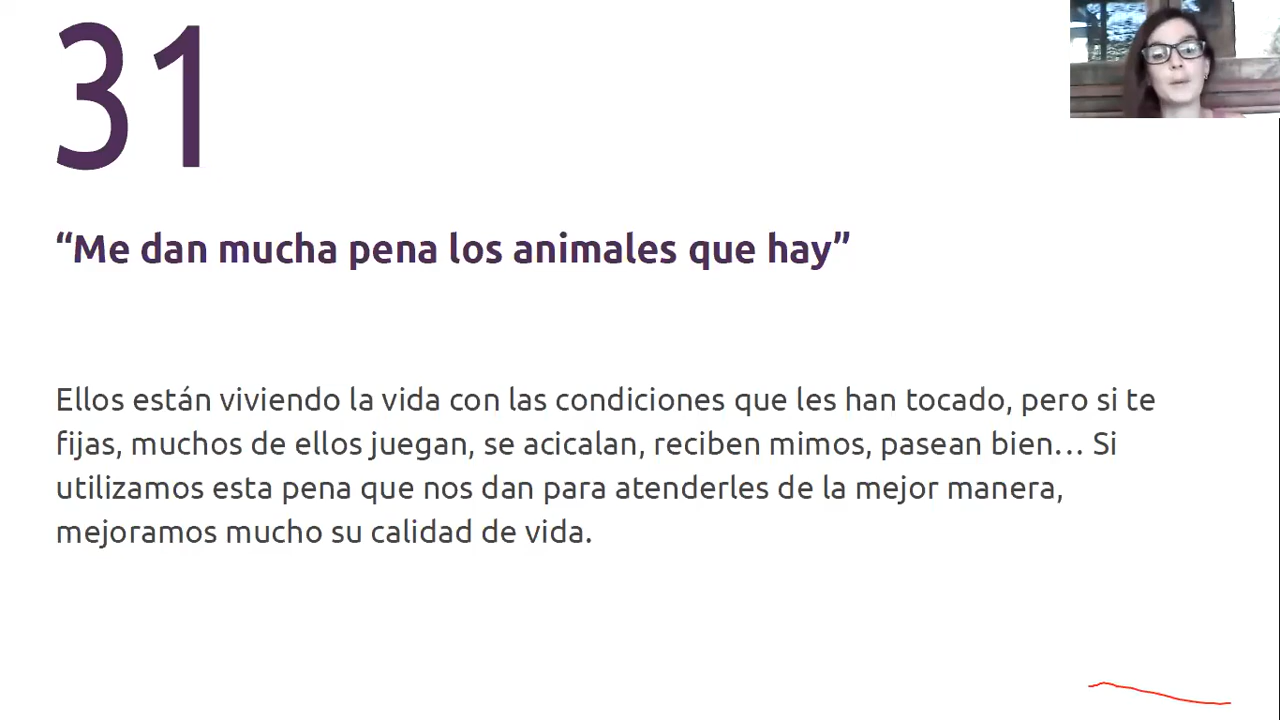 31
“Me dan mucha pena los animales que hay”
Ellos están viviendo la vida con las condiciones que les han tocado, pero si te
fijas, muchos de ellos juegan, se acicalan, reciben mimos, pasean bien… Si
utilizamos esta pena que nos dan para atenderles de la mejor manera,
mejoramos mucho su calidad de vida.